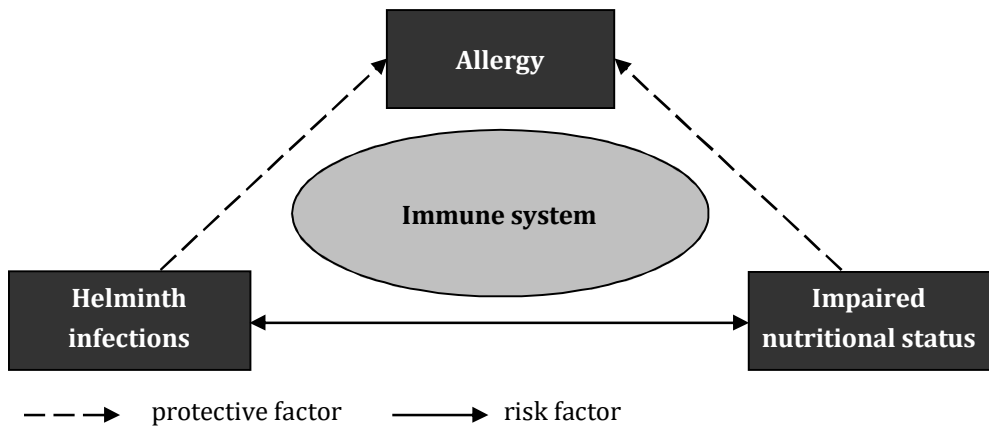 Allergy
Immune system
Helminth
infections
Impaired
nutritional status
protective factor
risk factor